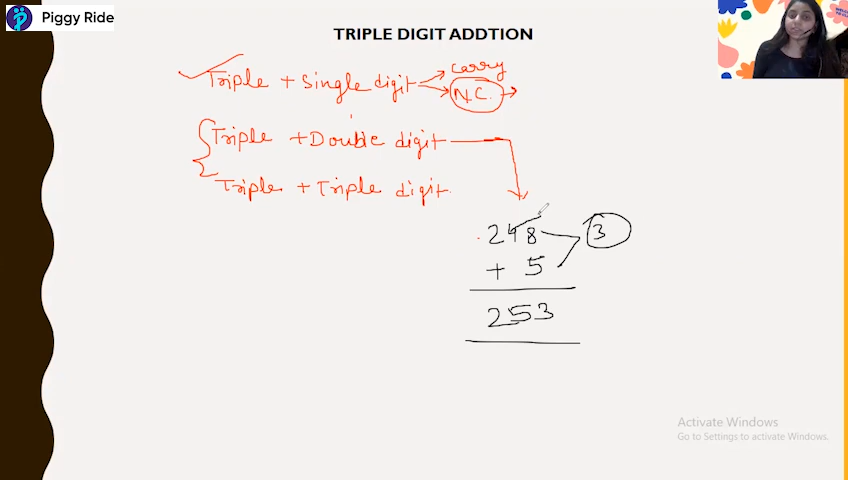 Piggy Ride
TRIPLE DIGIT ADDTION
Triple + Single digit
carry
N.C.
Triple + Double digit
Triple + Triple digit.
248
3
+ 5
253
Activate Windows
Go to Settings to activate Windows.